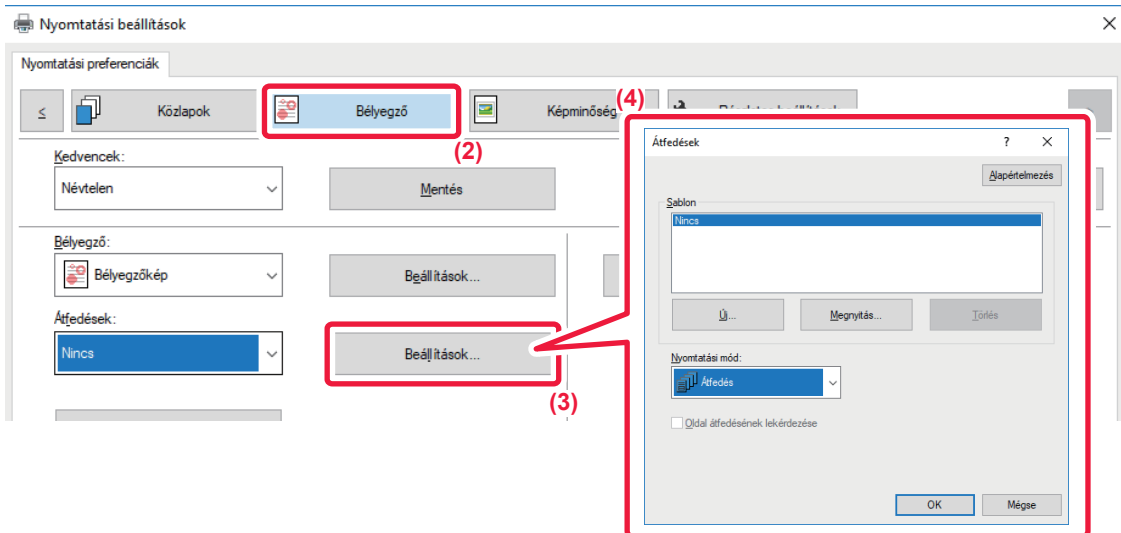 Nyomtatási beállítások
Nyomtatási preferenciák
< Közlapok Bélyegző Képminőség
(4)
(2)
Kedvencek:
Névtelen Mentés
Bélyegző:
Bélyegzőkép Beállítások...
Átfedések:
Nincs Beállítások...
(3)
Átfedések ? ×
Alapértelmezés
Sablon
Nincs
Új... Megnyitás... Törlés
Nyomtatási mód:
Átfedés
Oldal átfedésének lekérdezése
OK Mégse